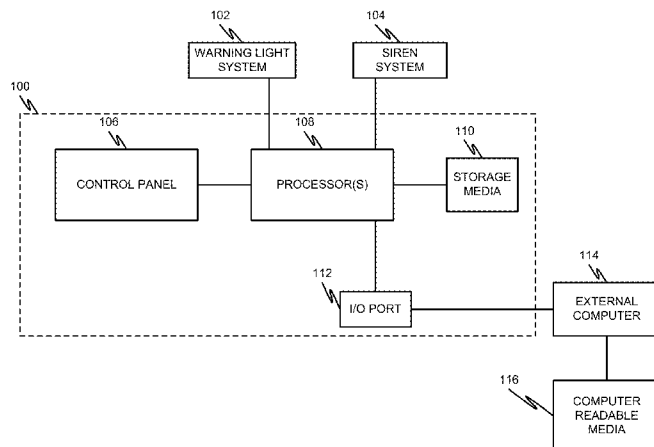 102
104
WARNING LIGHT
SYSTEM
SIREN
SYSTEM
100
106
108
110
CONTROL PANEL
PROCESSOR(S)
STORAGE
MEDIA
112
114
I/O PORT
EXTERNAL
COMPUTER
116
COMPUTER
READABLE
MEDIA